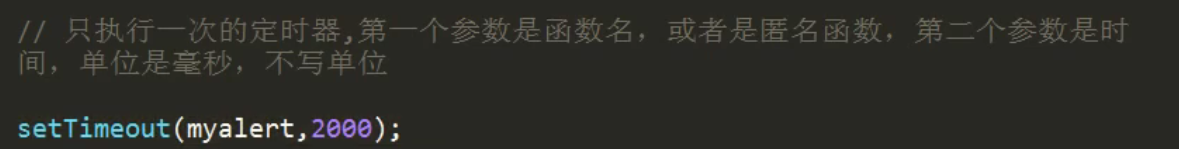 // 只执行一次的定时器,第一个参数是函数名，或者是匿名函数，第二个参数是时
间，单位是毫秒，不写单位
setTimeout(myalert,2000);